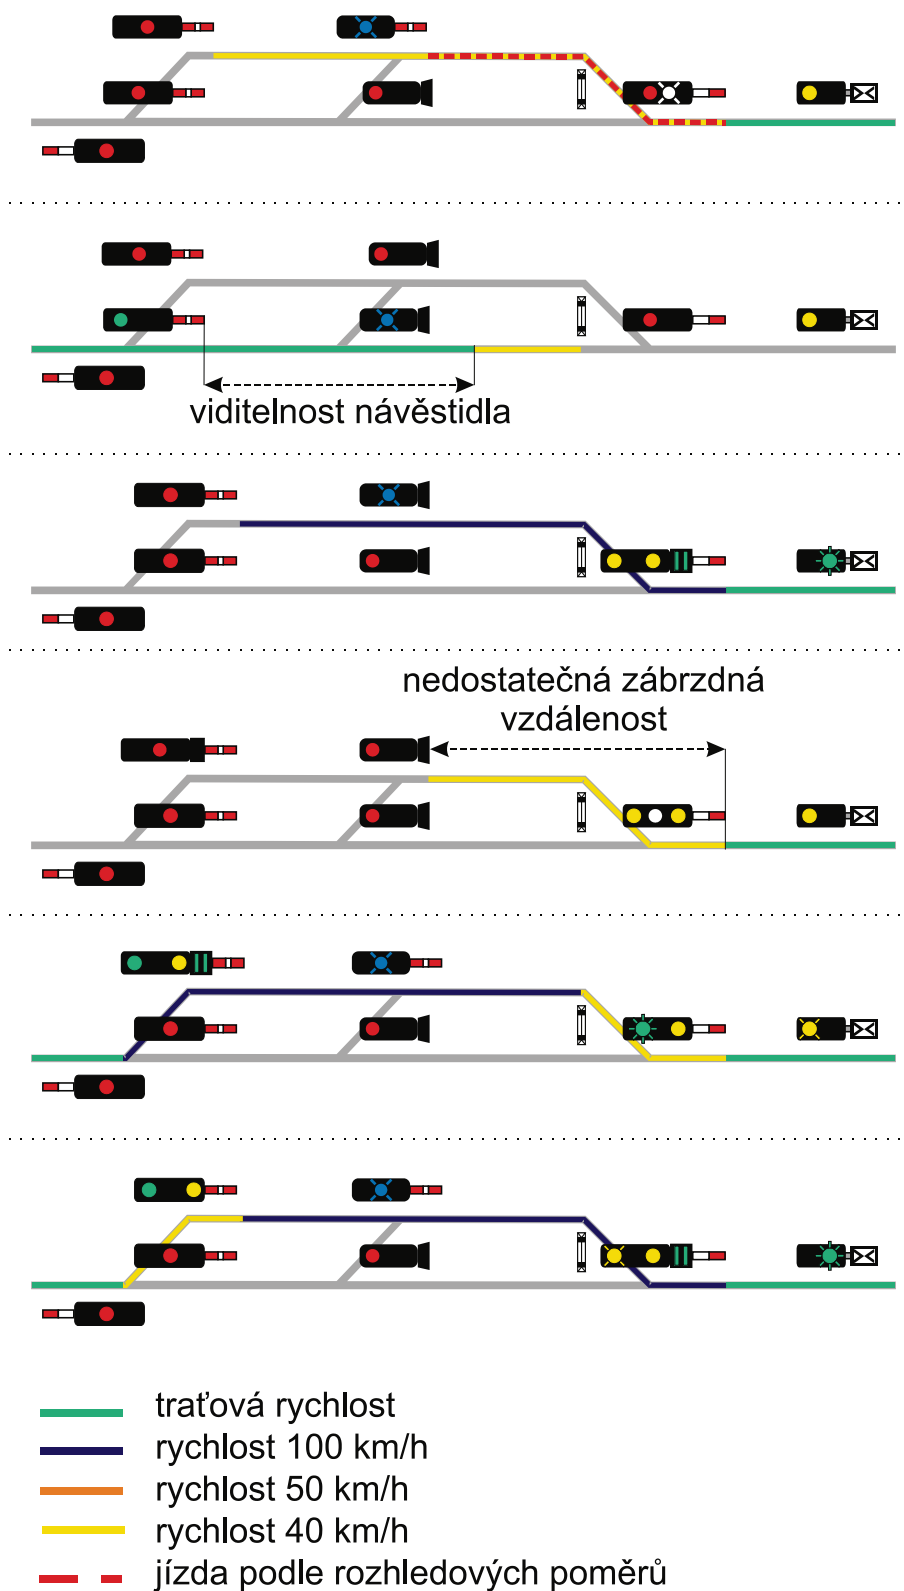 viditelnost návěstidla
nedostatečná zábrzdná
vzdálenost
traťová rychlost
rychlost 100 km/h
rychlost 50 km/h
rychlost 40 km/h
jízda podle rozhledových poměrů